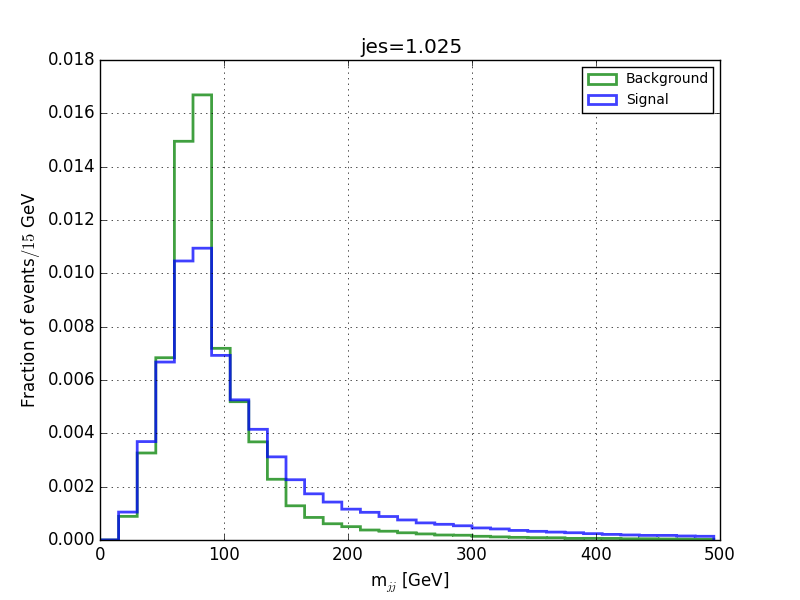 jes=1.025
0.018
0.016
0.014
0.012
0.010
0.008
0.006
0.004
0.002
0.000
Fraction of events/15 GeV
Background
Signal
0 100 200 300 400 500
m_jj [GeV]